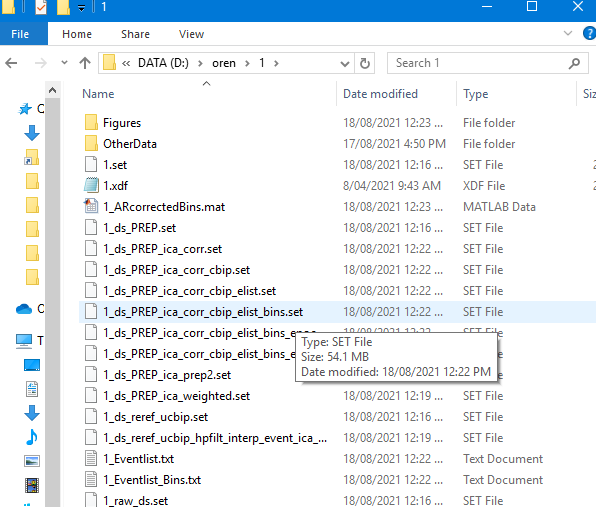 1
File Home Share View
« DATA (D:) › oren › 1 › Search 1
Name Date modified Type Siz
Figures 18/08/2021 12:23 ... File folder
OtherData 17/08/2021 4:50 PM File folder
1.set 18/08/2021 12:16 ... SET File
1.xdf 8/04/2021 9:43 AM XDF File
1_ARcorrectedBins.mat 18/08/2021 12:23 ... MATLAB Data
1_ds_PREP.set 18/08/2021 12:16 ... SET File
1_ds_PREP_ica_corr.set 18/08/2021 12:22 ... SET File
1_ds_PREP_ica_corr_cbip.set 18/08/2021 12:22 ... SET File
1_ds_PREP_ica_corr_cbip_elist.set 18/08/2021 12:22 ... SET File
1_ds_PREP_ica_corr_cbip_elist_bins.set 18/08/2021 12:22 ... SET File
1_ds_PREP_ica_corr_cbip_elist_bins_epoc... 18/08/2021 12:22 ... SET File
1_ds_PREP_ica_corr_cbip_elist_bins_e SET File
Type: SET File
Size: 54.1 MB
Date modified: 18/08/2021 12:22 PM
1_ds_PREP_ica_prep2.set SET File
1_ds_PREP_ica_weighted.set 18/08/2021 12:19 ... SET File
1_ds_reref_ucbip.set 18/08/2021 12:16 ... SET File
1_ds_reref_ucbip_hpfilt_interp_event_ica_... 18/08/2021 12:19 ... SET File
1_Eventlist.txt 18/08/2021 12:22 ... Text Document
1_Eventlist_Bins.txt 18/08/2021 12:22 ... Text Document
1_raw_ds.set 18/08/2021 12:16 ... SET File